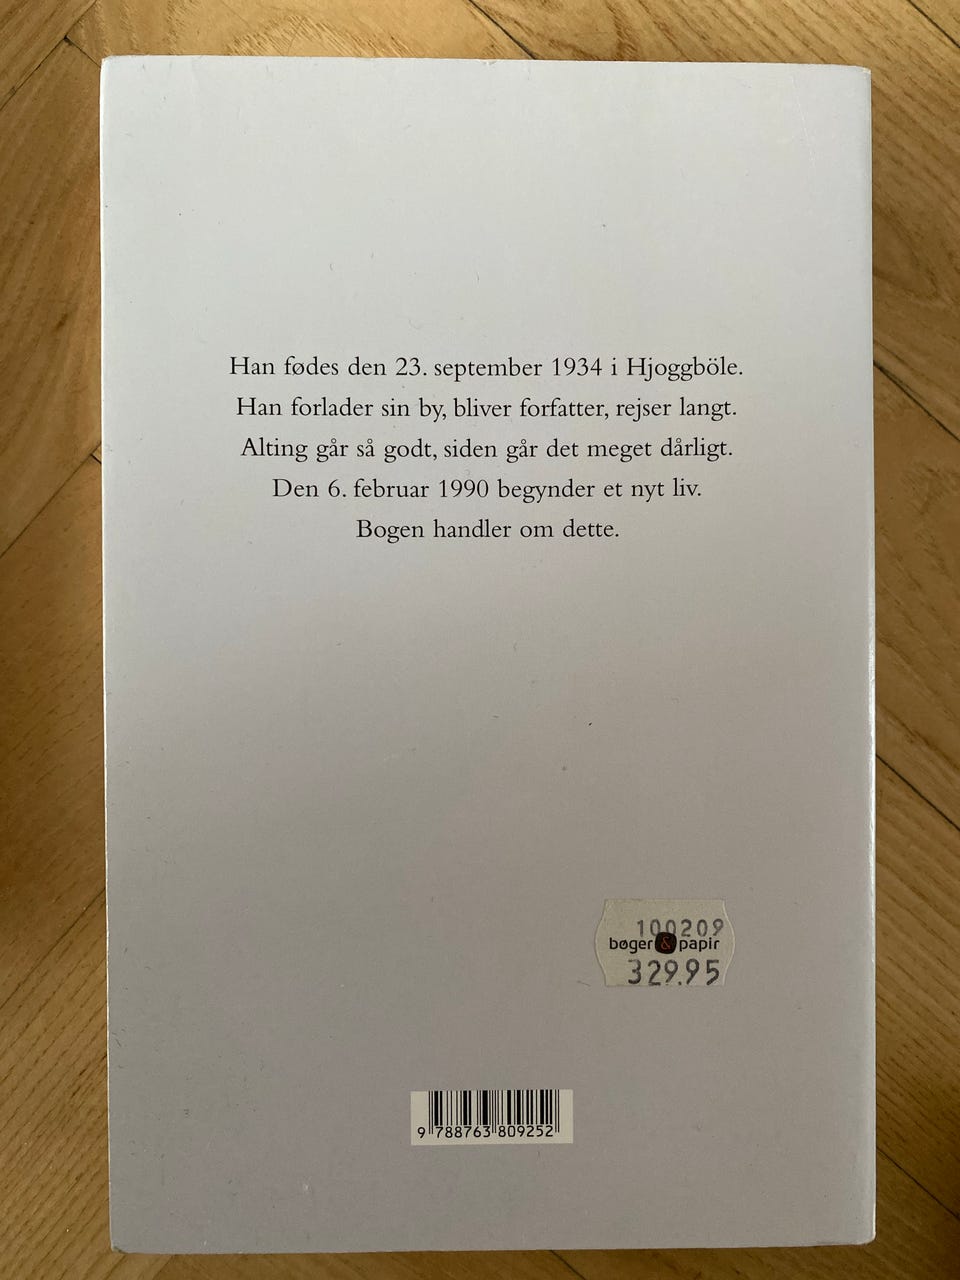 Han fødes den 23. september 1934 i Hjoggböle.
Han forlader sin by, bliver forfatter, rejser langt.
Alting går så godt, siden går det meget dårligt.
Den 6. februar 1990 begynder et nyt liv.
Bogen handler om dette.
100209
bøger & papir
329.95
9 788763 809252